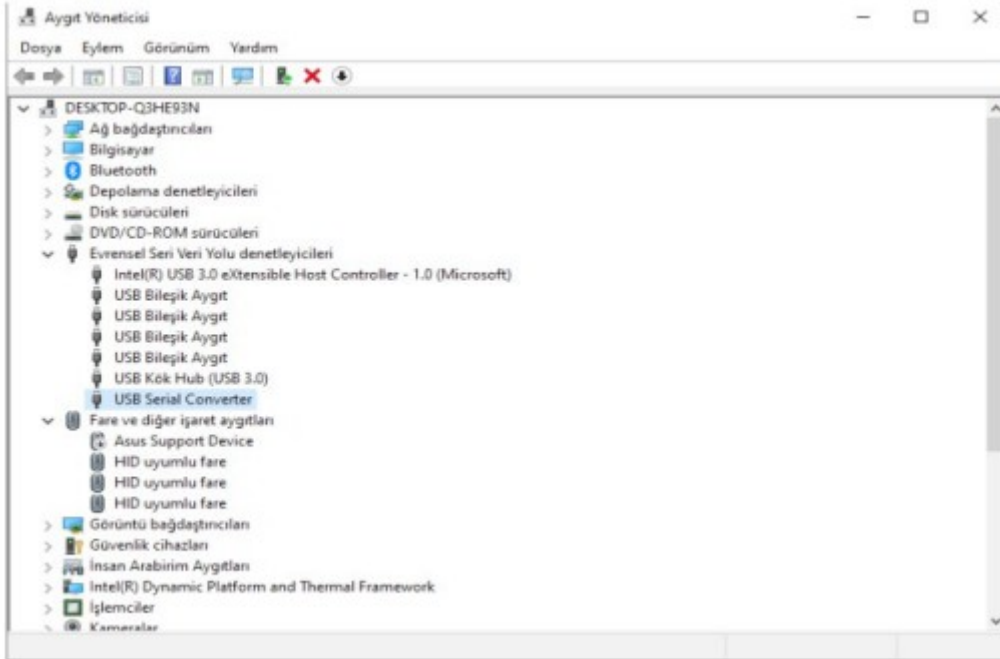 Aygıt Yöneticisi
Dosya Eylem Görünüm Yardım
DESKTOP-Q3HE93N
Ağ bağdaştırıcıları
Bilgisayar
Bluetooth
Depolama denetleyicileri
Disk sürücüleri
DVD/CD-ROM sürücüleri
Evrensel Seri Veri Yolu denetleyicileri
Intel(R) USB 3.0 eXtensible Host Controller - 1.0 (Microsoft)
USB Bileşik Aygıt
USB Bileşik Aygıt
USB Bileşik Aygıt
USB Bileşik Aygıt
USB Kök Hub (USB 3.0)
USB Serial Converter
Fare ve diğer işaret aygıtları
Asus Support Device
HID uyumlu fare
HID uyumlu fare
HID uyumlu fare
Görüntü bağdaştırıcıları
Güvenlik cihazları
İnsan Arabirim Aygıtları
Intel(R) Dynamic Platform and Thermal Framework
İşlemciler
Kameralar